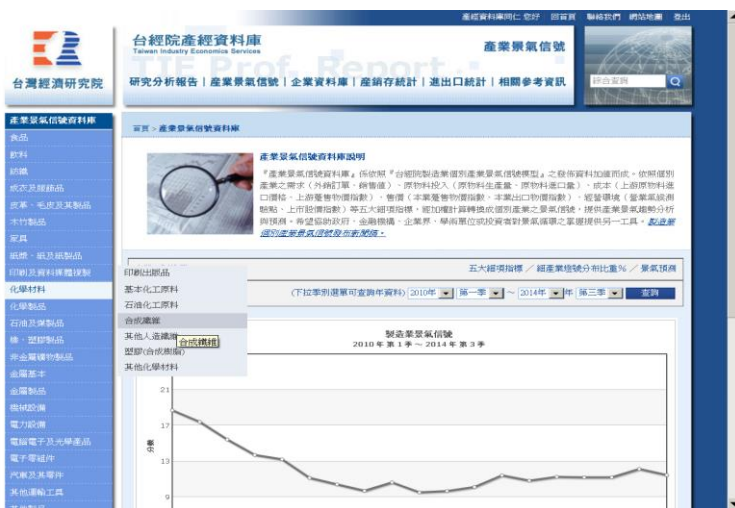 產經資料庫同仁 您好 回首頁 聯絡我們 網站地圖 登出
台灣經濟研究院
台經院產經資料庫
Taiwan Industry Economics Services
產業景氣信號
研究分析報告 | 產業景氣信號 | 企業資料庫 | 產銷存統計 | 進出口統計 | 相關參考資訊
綜合查詢
產業景氣信號資料庫
食品
飲料
紡織
成衣及服飾品
皮革、毛皮及其製品
木竹製品
家具
紙漿、紙及紙製品
印刷及資料媒體複製
化學材料
化學製品
石油及煤製品
橡、塑膠製品
非金屬礦物製品
金屬基本
金屬製品
機械設備
電力設備
電腦電子及光學產品
電子零組件
汽車及其零件
其他運輸工具
首頁 > 產業景氣信號資料庫
產業景氣信號資料庫說明
『產業景氣信號資料庫』係依照『台經院製造業個別產業景氣信號模型』之發佈資料加值而成。依照個別
產業之需求（外銷訂單、銷售值）、原物料投入（原物料生產量、原物料進口量）、成本（上游原物料進
口價格、上游躉售物價指數）、售價（本業躉售物價指數、本業出口物價指數）、經營環境（營業氣候測
驗點、上市股價指數）等五大細項指標，經加權計算轉換成個別產業之景氣信號，提供產業景氣趨勢分析
與預測。希望協助政府、金融機構、企業界、學術單位或投資者對景氣循環之掌握提供另一工具。製造業
個別產業景氣信號發布新聞稿。
五大細項指標 / 細產業燈號分布比重% / 景氣預測
(下拉季別選單可查詢年資料) 2010年 第一季 ~ 2014年 年 第三季 查詢
印刷出版品
基本化工原料
石油化工原料
合成纖維
其他人造纖維
合成纖維
塑膠(合成樹脂)
其他化學材料
製造業景氣信號
2010 年 第 1 季 ~ 2014 年 第 3 季
分數
21
17
13
9